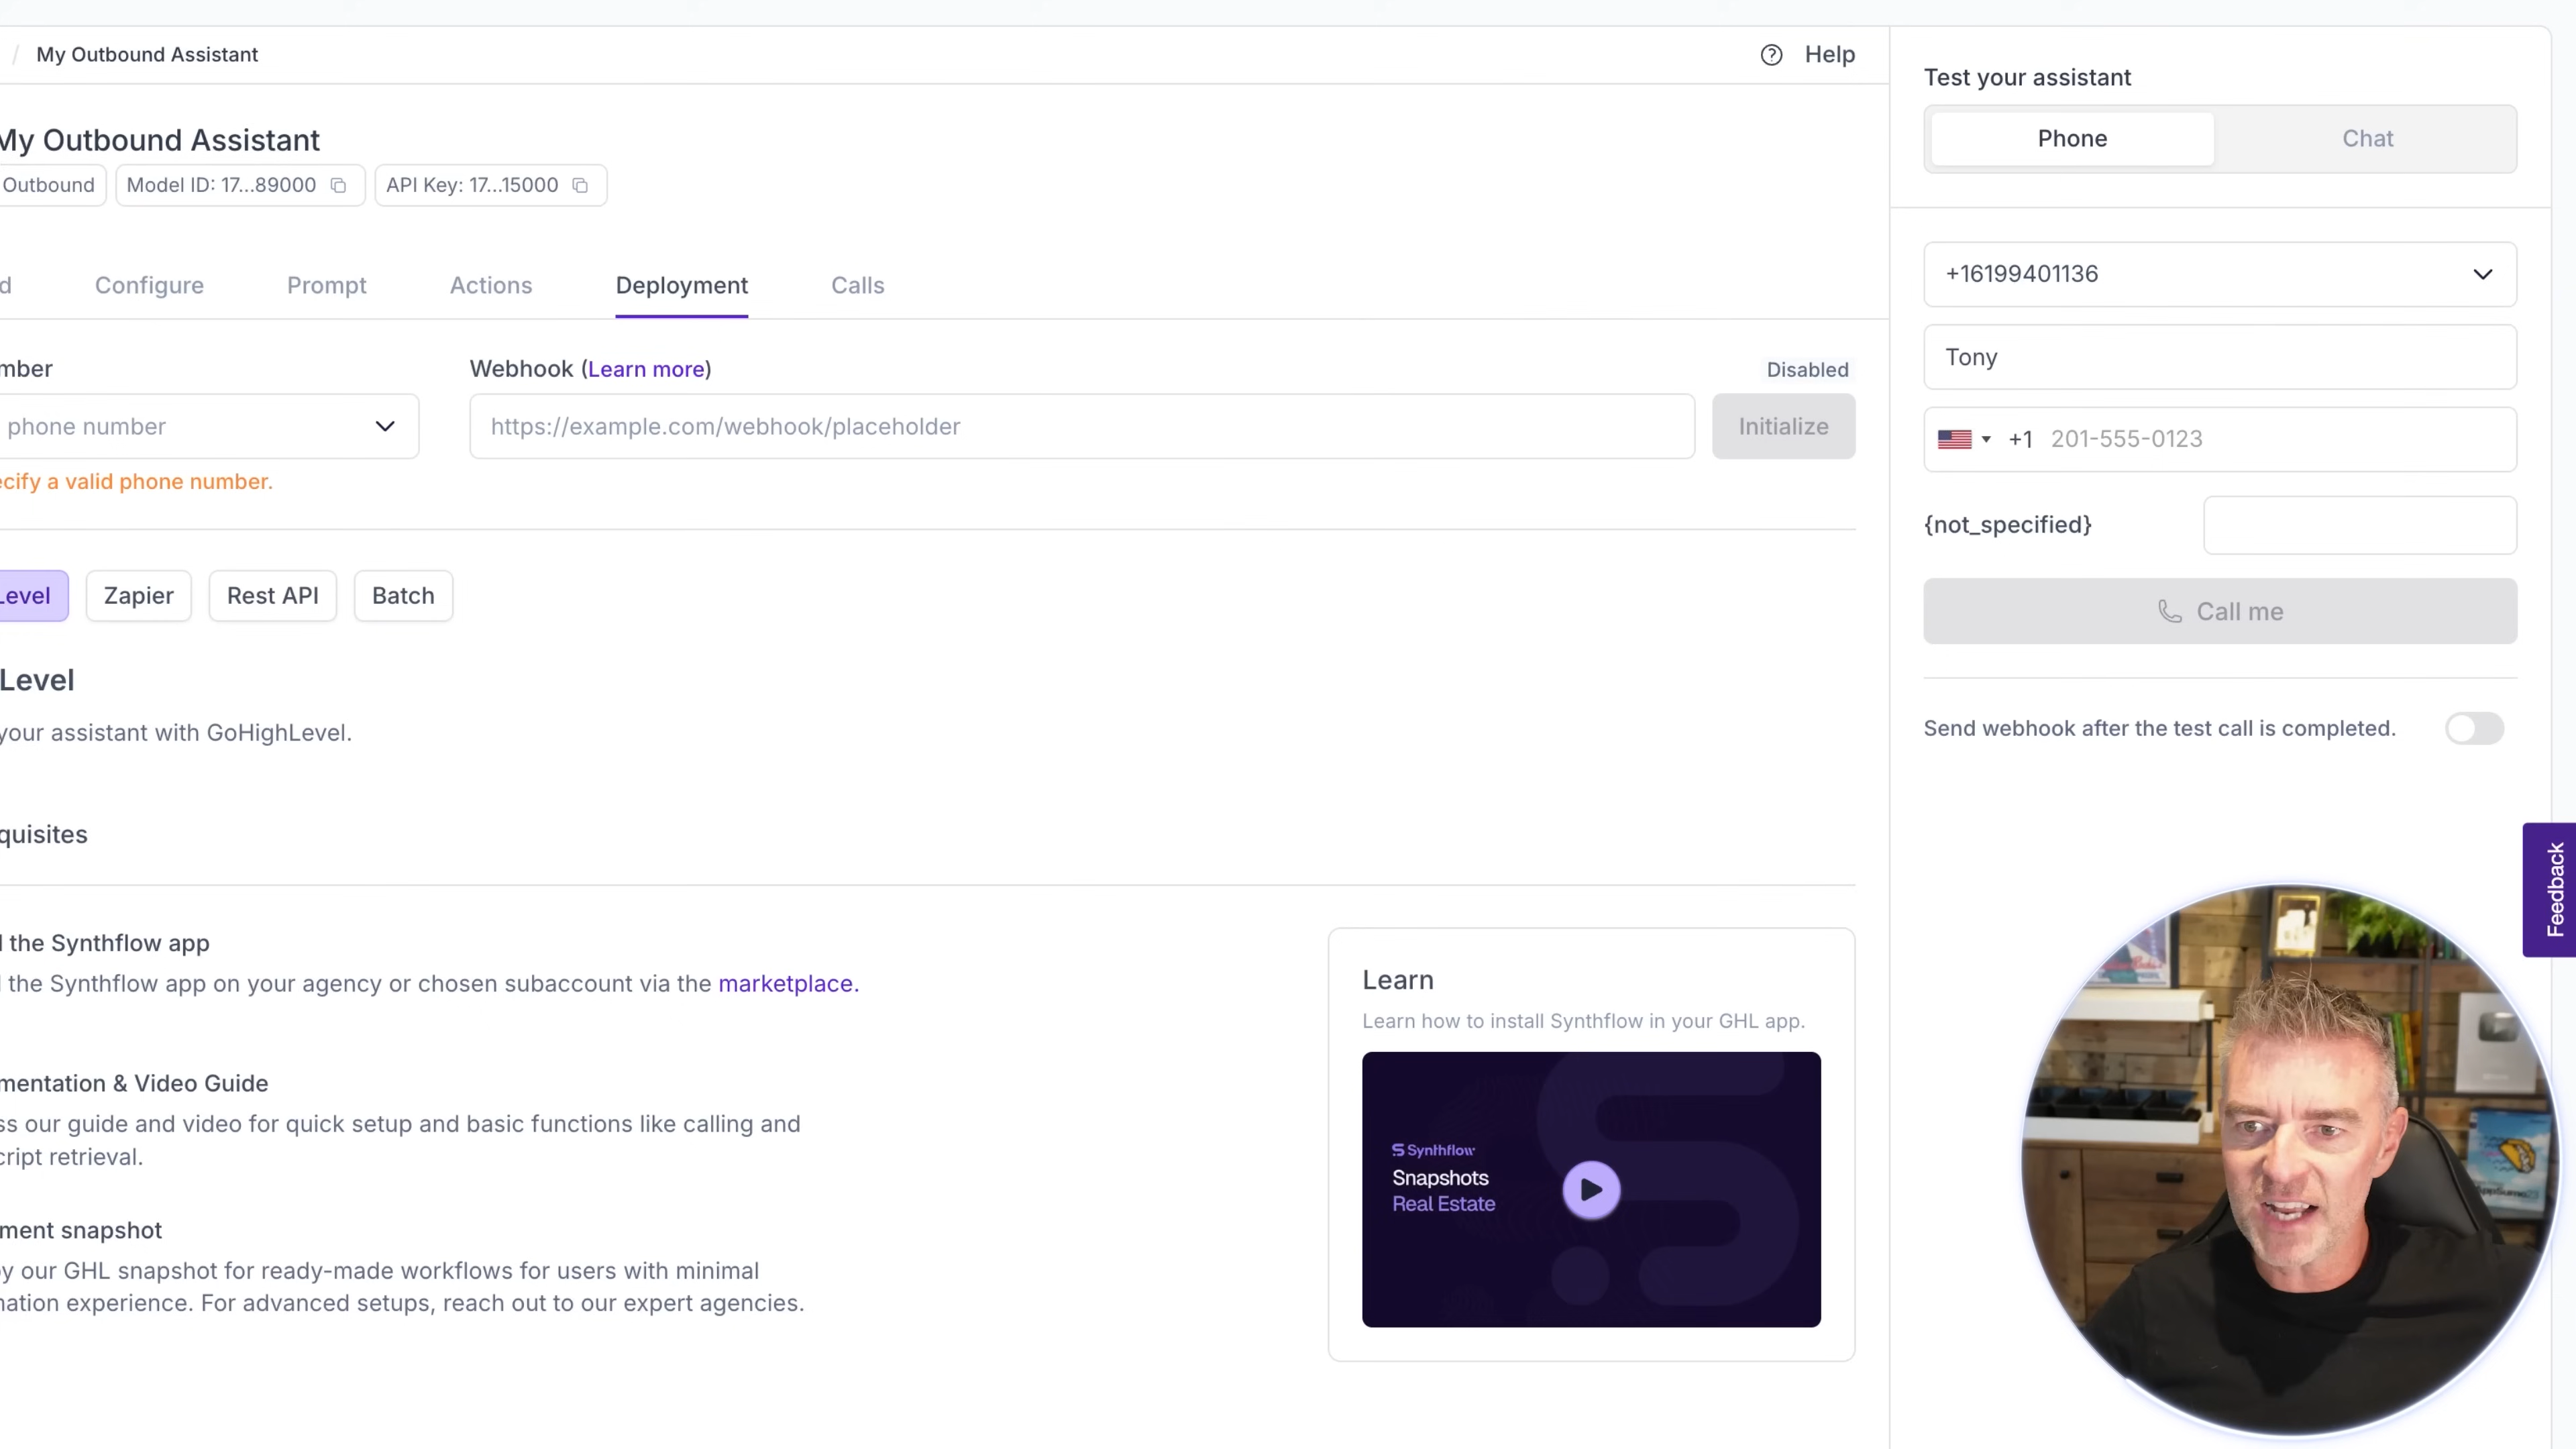 / My Outbound Assistant
Help
My Outbound Assistant
Outbound
Model ID: 17...89000
API Key: 17...15000
d
Configure
Prompt
Actions
Deployment
Calls
mber
phone number
ecify a valid phone number.
Webhook (Learn more)
Disabled
https://example.com/webhook/placeholder
Initialize
Level
Zapier
Rest API
Batch
Level
your assistant with GoHighLevel.
quisites
l the Synthflow app
l the Synthflow app on your agency or chosen subaccount via the marketplace.
mentation & Video Guide
ss our guide and video for quick setup and basic functions like calling and
cript retrieval.
ment snapshot
oy our GHL snapshot for ready-made workflows for users with minimal
mation experience. For advanced setups, reach out to our expert agencies.
Learn
Learn how to install Synthflow in your GHL app.
Synthflow
Snapshots
Real Estate
Test your assistant
Phone
Chat
+16199401136
Tony
+1 201-555-0123
{not_specified}
Call me
Send webhook after the test call is completed.
Feedback